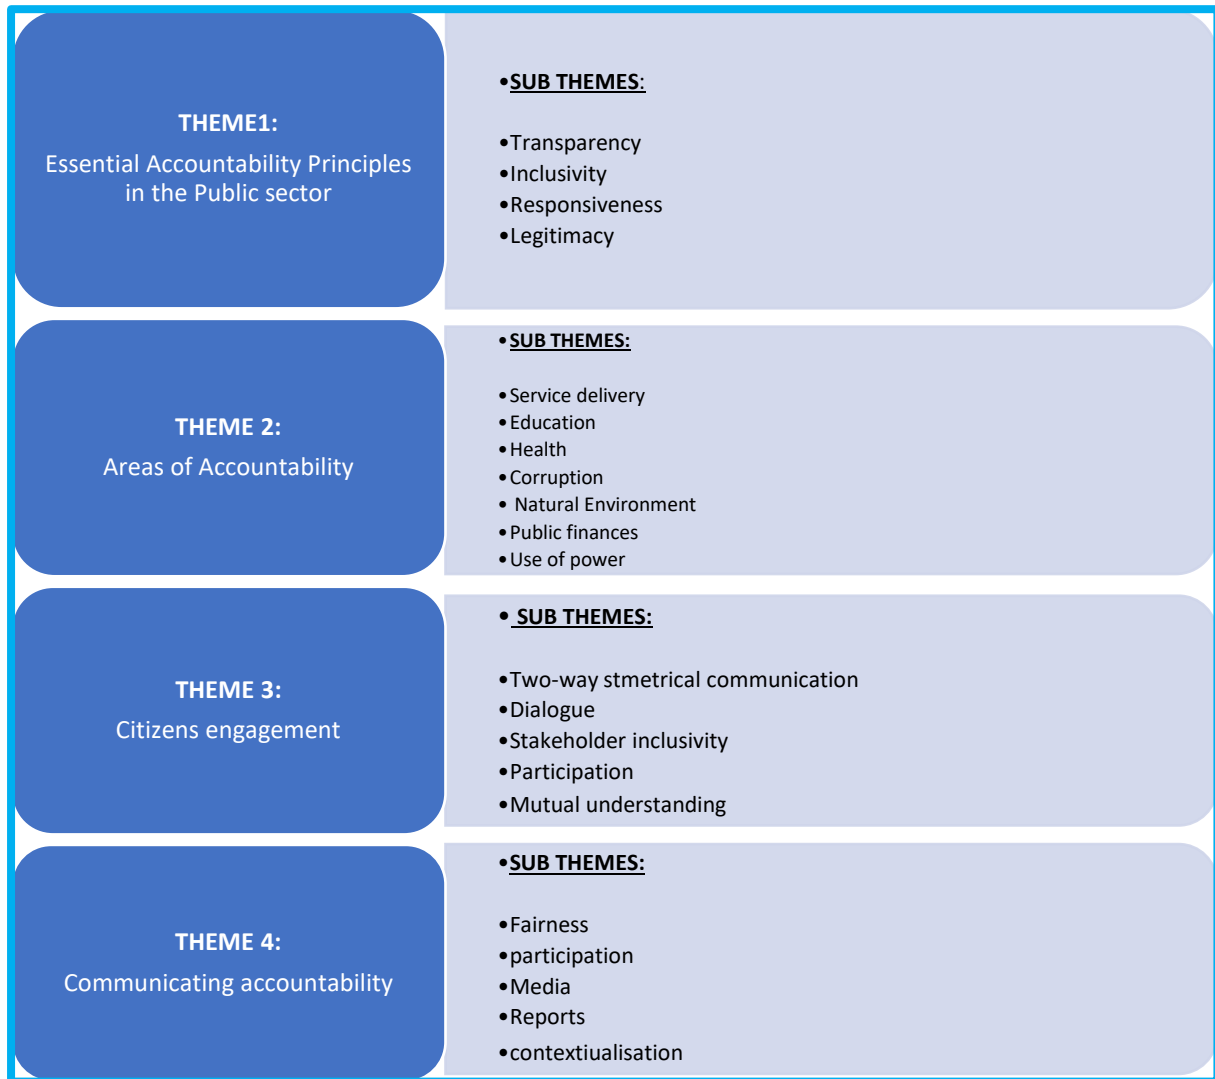 THEME1:
Essential Accountability Principles
in the Public sector
•SUB THEMES:
•Transparency
•Inclusivity
•Responsiveness
•Legitimacy
THEME 2:
Areas of Accountability
•SUB THEMES:
•Service delivery
•Education
•Health
•Corruption
• Natural Environment
•Public finances
•Use of power
THEME 3:
Citizens engagement
• SUB THEMES:
•Two-way stmetrical communication
•Dialogue
•Stakeholder inclusivity
•Participation
•Mutual understanding
THEME 4:
Communicating accountability
•SUB THEMES:
•Fairness
•participation
•Media
•Reports
•contextiualisation